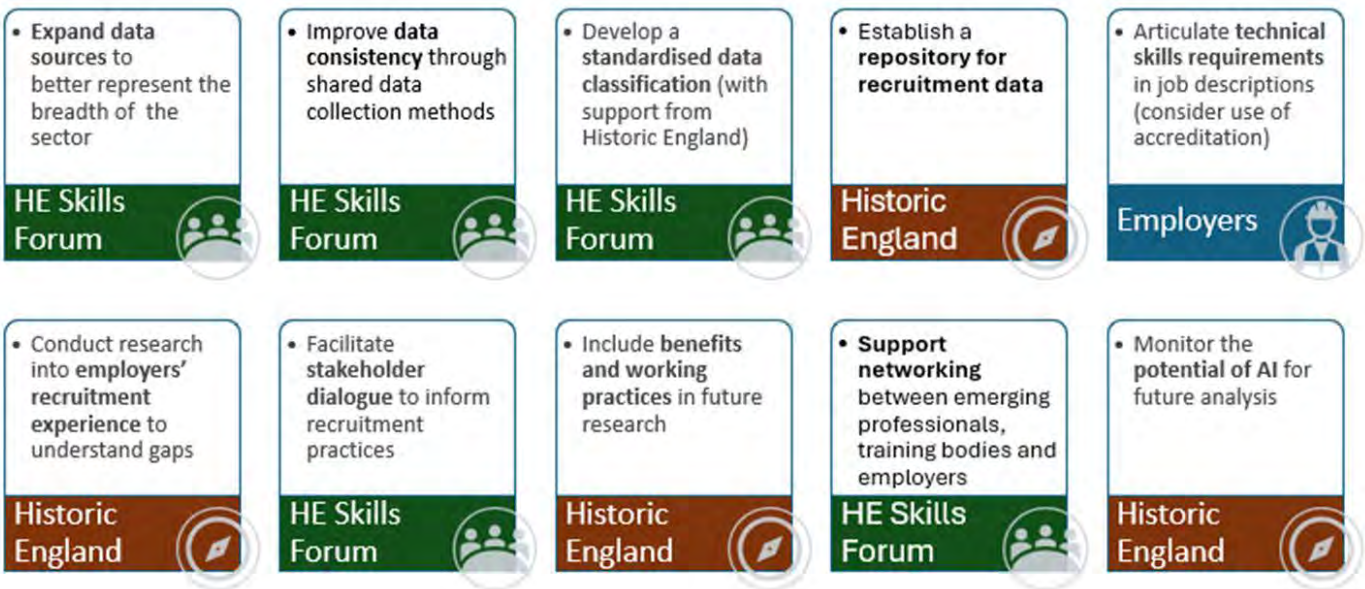 • Expand data
sources to
better represent the
breadth of the
sector
HE Skills
Forum
• Improve data
consistency through
shared data
collection methods
HE Skills
Forum
• Develop a
standardised data
classification (with
support from
Historic England)
HE Skills
Forum
• Establish a
repository for
recruitment data
Historic
England
• Articulate technical
skills requirements
in job descriptions
(consider use of
accreditation)
Employers
• Conduct research
into employers’
recruitment
experience to
understand gaps
Historic
England
• Facilitate
stakeholder
dialogue to inform
recruitment
practices
HE Skills
Forum
• Include benefits
and working
practices in future
research
Historic
England
• Support
networking
between emerging
professionals,
training bodies and
employers
HE Skills
Forum
• Monitor the
potential of AI for
future analysis
Historic
England